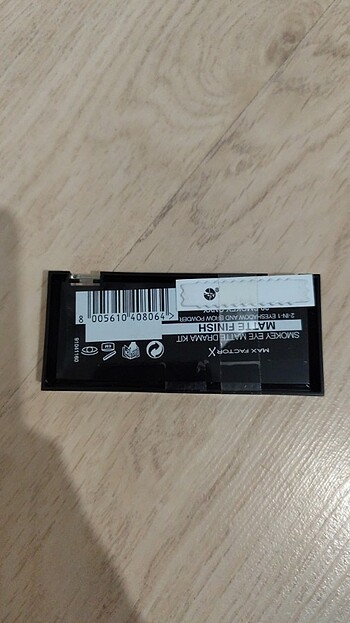 MAX FACTOR X
SMOKEY EYE MATTE DRAMA KIT
MATTE FINISH
2-IN-1 EYESHADOW AND BROW POWDER
8 005610 408064 >
91041160